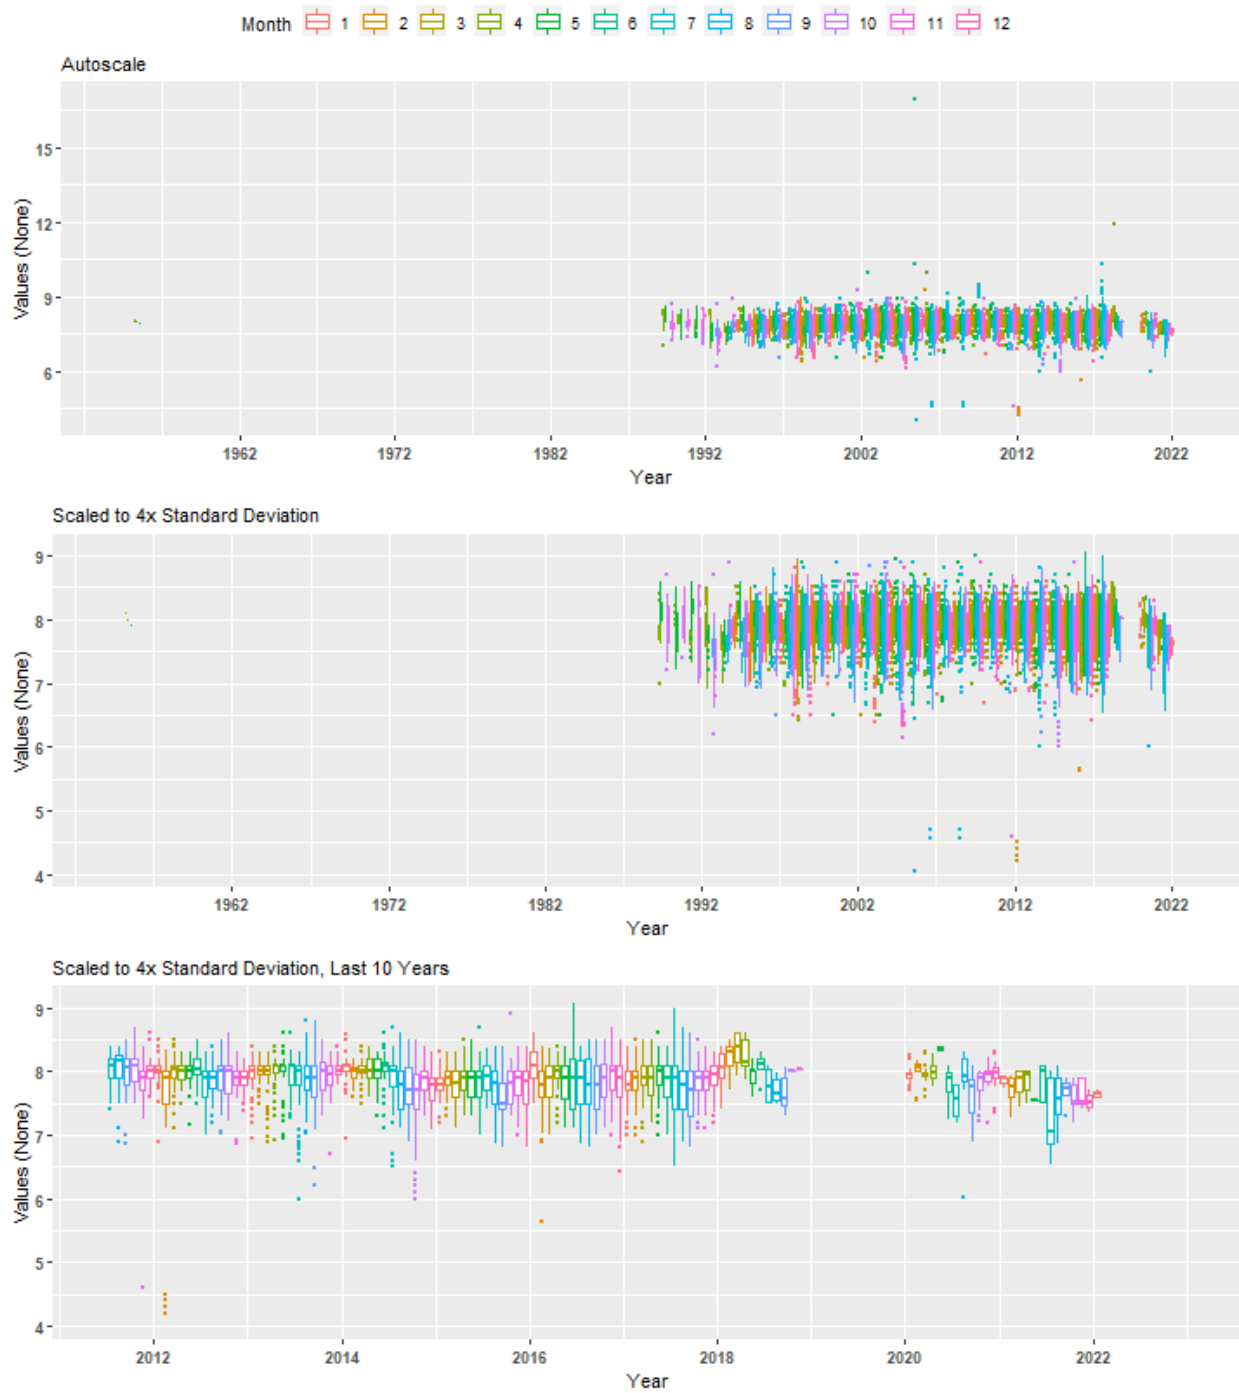 Month 1 2 3 4 5 6 7 8 9 10 11 12
Autoscale
Values (None)
15
12
9
6
1962 1972 1982 1992 2002 2012 2022
Year
Scaled to 4x Standard Deviation
Values (None)
9
8
7
6
5
4
1962 1972 1982 1992 2002 2012 2022
Year
Scaled to 4x Standard Deviation, Last 10 Years
Values (None)
9
8
7
6
5
4
2012 2014 2016 2018 2020 2022
Year